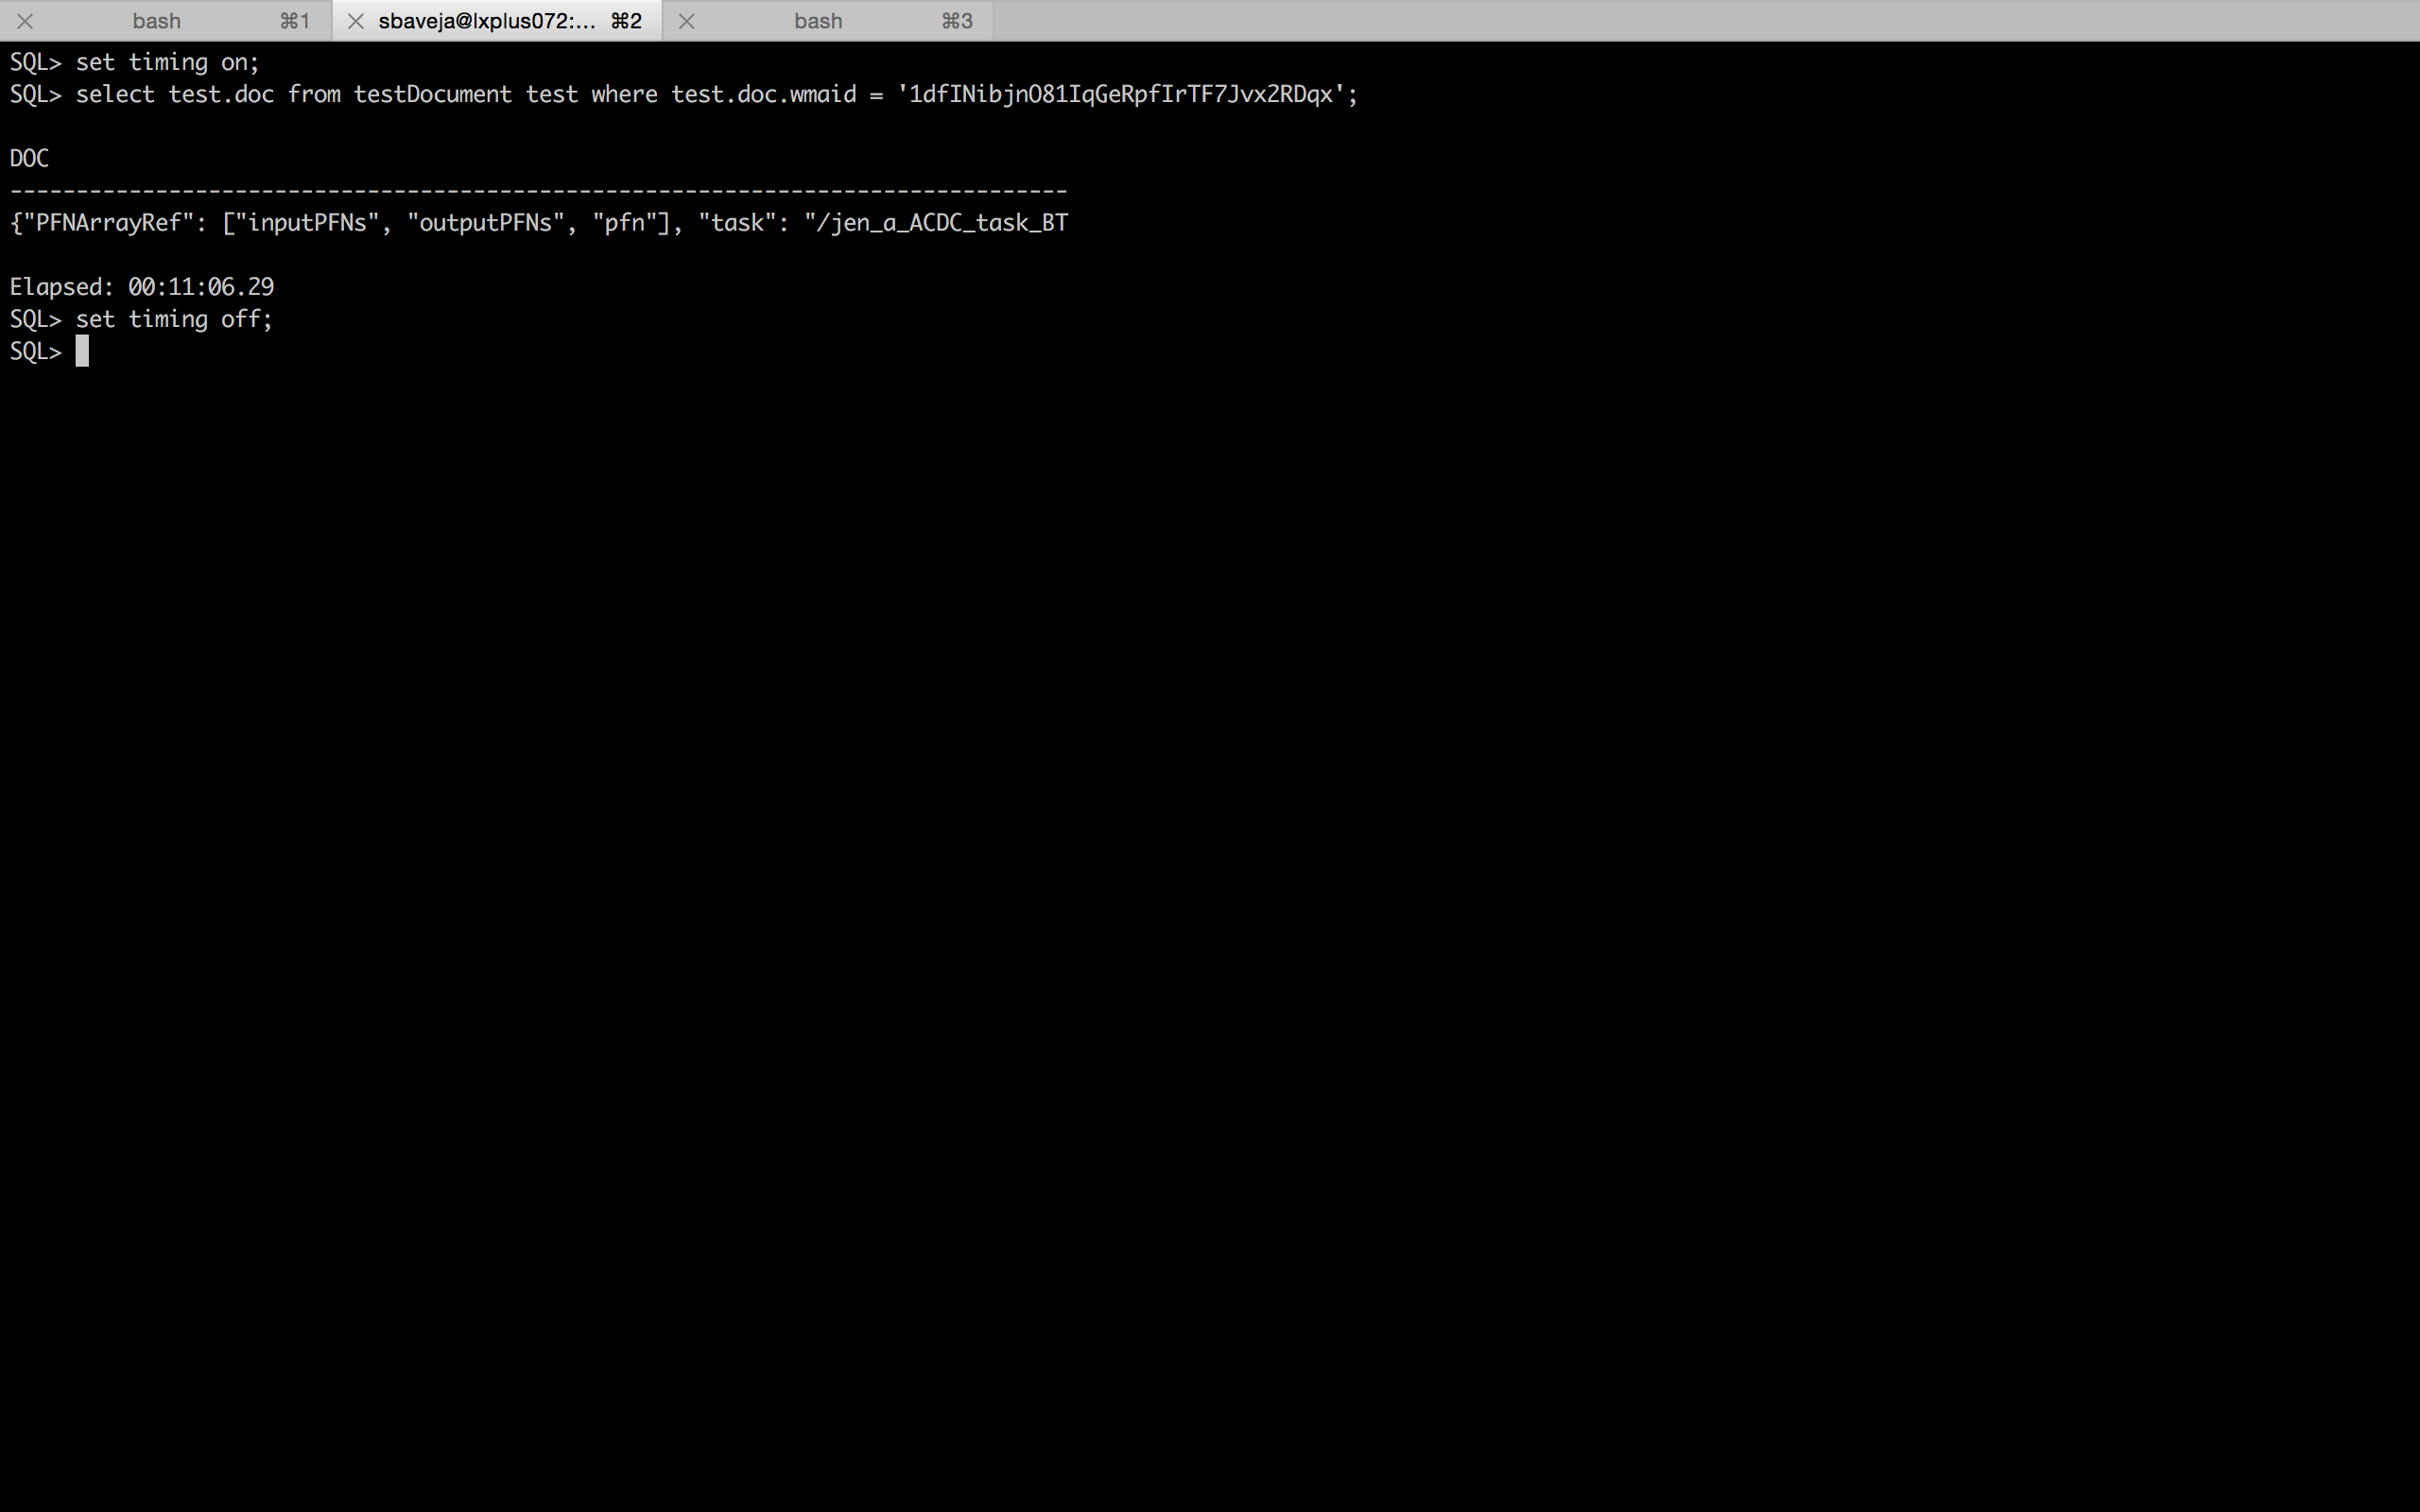 bash ⌘1 sbaveja@lxplus072:... ⌘2 bash ⌘3
SQL> set timing on;
SQL> select test.doc from testDocument test where test.doc.wmaid = '1dfINibjnO81IqGeRpfIrTF7Jvx2RDqx';
DOC
--------------------------------------------------------------------------------
{"PFNArrayRef": ["inputPFNs", "outputPFNs", "pfn"], "task": "/jen_a_ACDC_task_BT
Elapsed: 00:11:06.29
SQL> set timing off;
SQL>